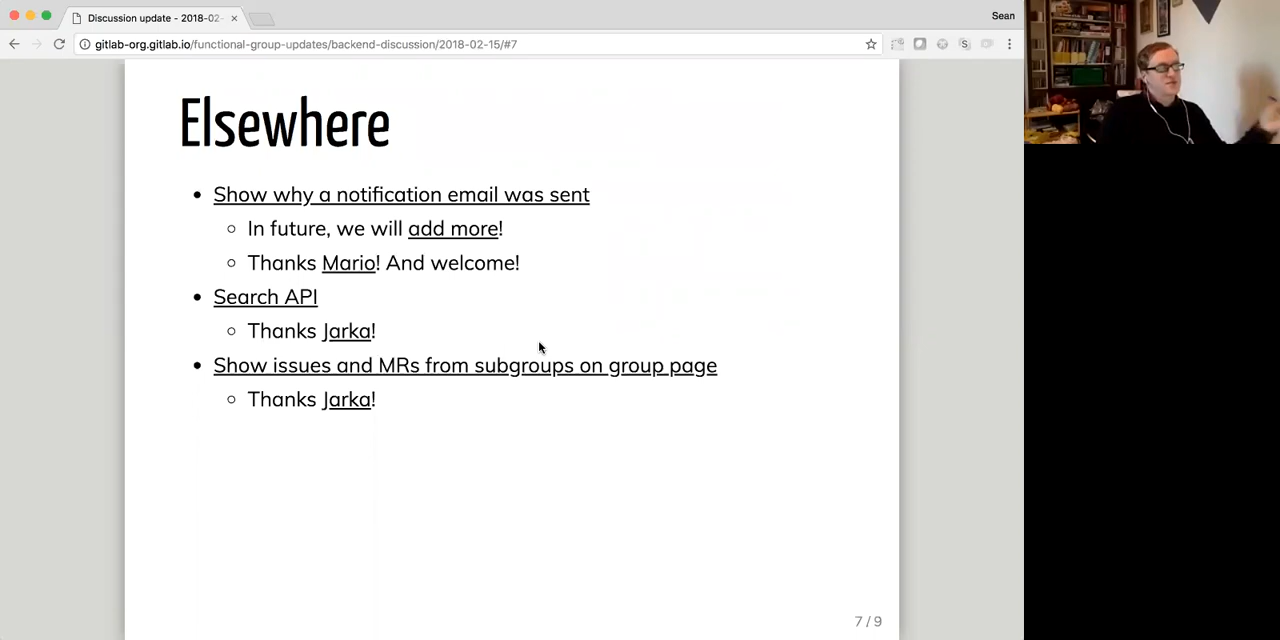 Discussion update - 2018-02-
Sean
gitlab-org.gitlab.io/functional-group-updates/backend-discussion/2018-02-15/#7
S
Elsewhere
Show why a notification email was sent
In future, we will add more!
Thanks Mario! And welcome!
Search API
Thanks Jarka!
Show issues and MRs from subgroups on group page
Thanks Jarka!
7 / 9